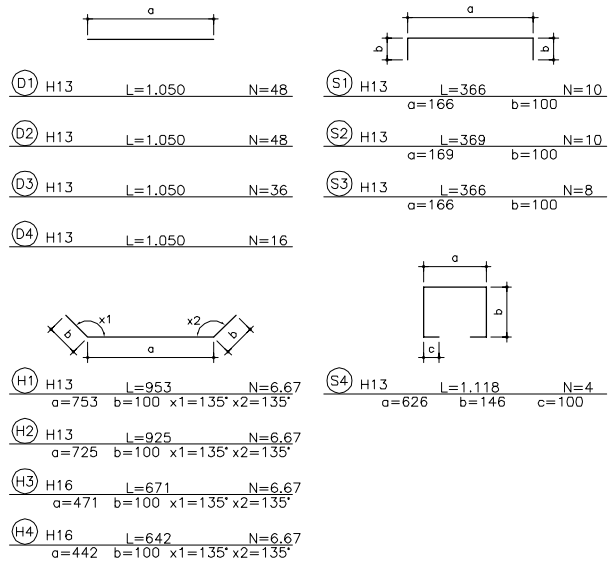 a
D1 H13 L=1.050 N=48
D2 H13 L=1.050 N=48
D3 H13 L=1.050 N=36
D4 H13 L=1.050 N=16
x1 x2
b a b
H1 H13 L=953 N=6.67
a=753 b=100 x1=135° x2=135°
H2 H13 L=925 N=6.67
a=725 b=100 x1=135° x2=135°
H3 H16 L=671 N=6.67
a=471 b=100 x1=135° x2=135°
H4 H16 L=642 N=6.67
a=442 b=100 x1=135° x2=135°
a
b b
S1 H13 L=366 N=10
a=166 b=100
S2 H13 L=369 N=10
a=169 b=100
S3 H13 L=366 N=8
a=166 b=100
a
b
c
S4 H13 L=1.118 N=4
a=626 b=146 c=100